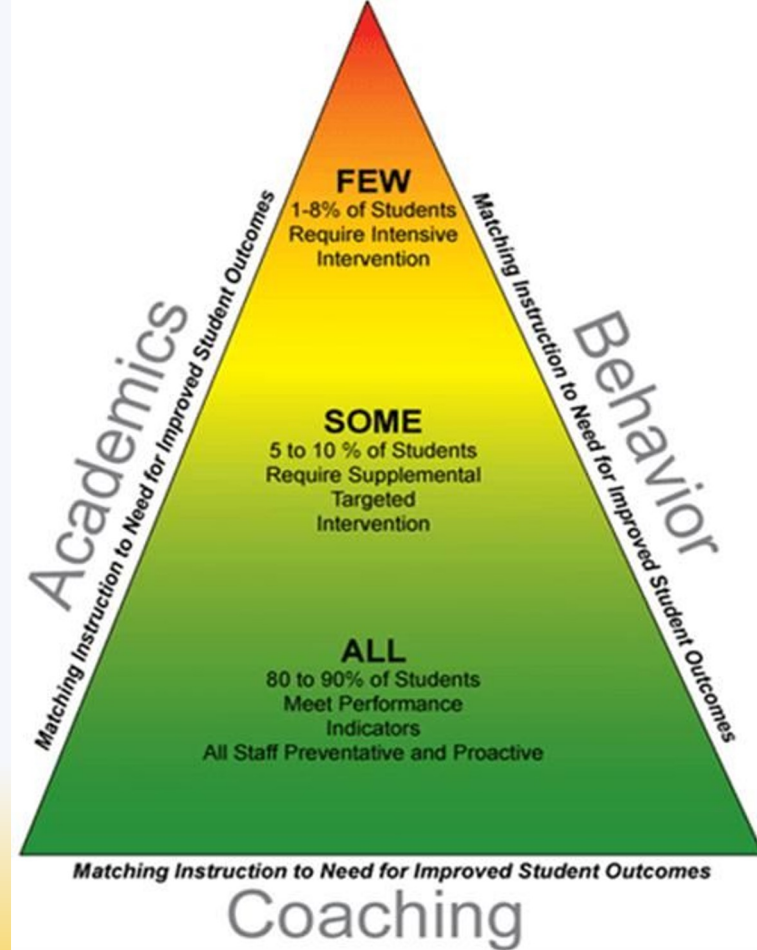 FEW
1-8% of Students
Require Intensive
Intervention
SOME
5 to 10 % of Students
Require Supplemental
Targeted
Intervention
ALL
80 to 90% of Students
Meet Performance
Indicators
All Staff Preventative and Proactive
Academics
Matching Instruction to Need for Improved Student Outcomes
Matching Instruction to Need for Improved Student Outcomes
Behavior
Matching Instruction to Need for Improved Student Outcomes
Coaching